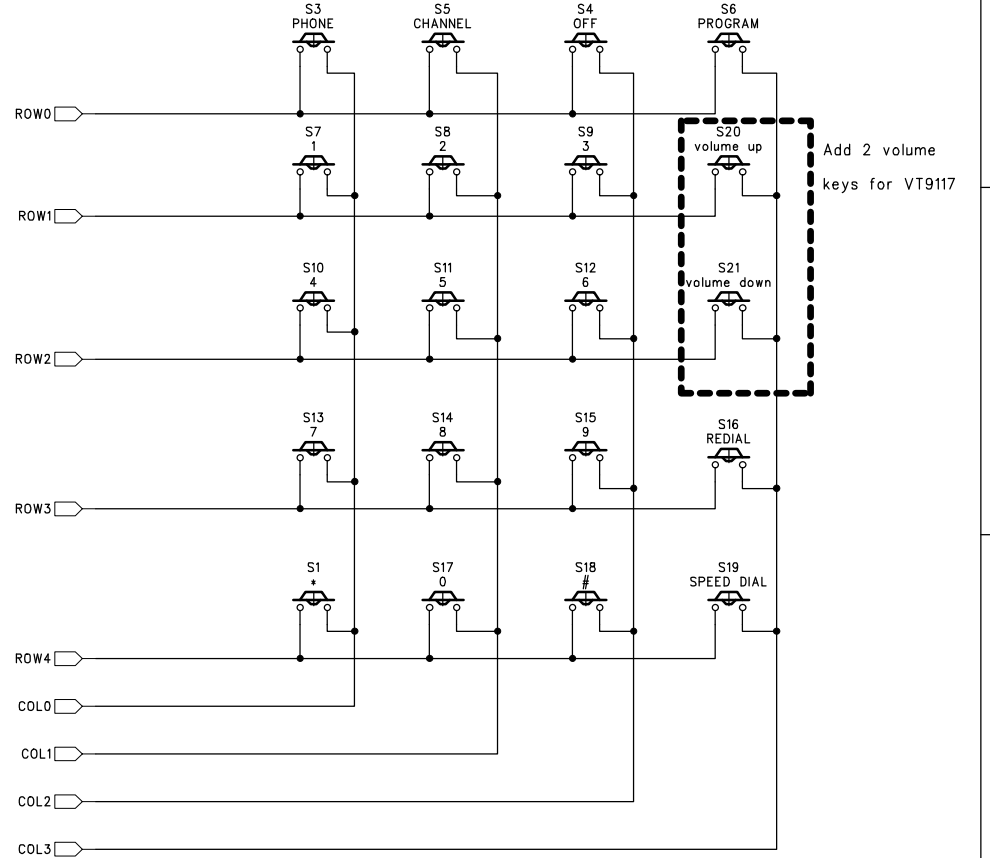 S3 S5 S4 S6
PHONE CHANNEL OFF PROGRAM
ROW0
S7 S8 S9 S20
1 2 3 volume up
Add 2 volume
keys for VT9117
ROW1
S10 S11 S12 S21
4 5 6 volume down
ROW2
S13 S14 S15 S16
7 8 9 REDIAL
ROW3
S1 S17 S18 S19
* 0 # SPEED DIAL
ROW4
COL0
COL1
COL2
COL3